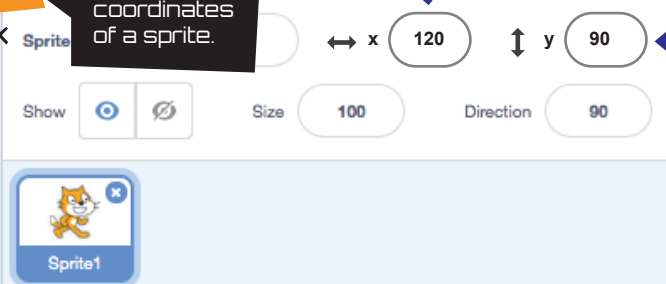 coordinates
of a sprite.
Sprite x 120 y 90
Show Size 100 Direction 90
Sprite1